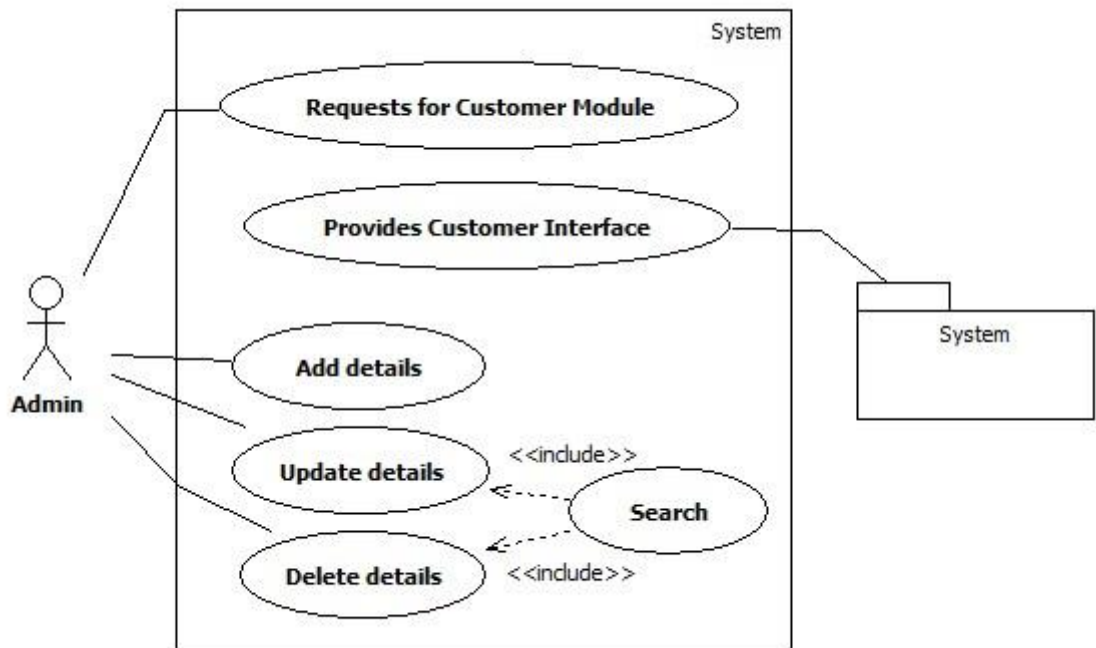 System
Requests for Customer Module
Provides Customer Interface
System
Add details
Admin
Update details
<<include>>
Search
Delete details
<<include>>